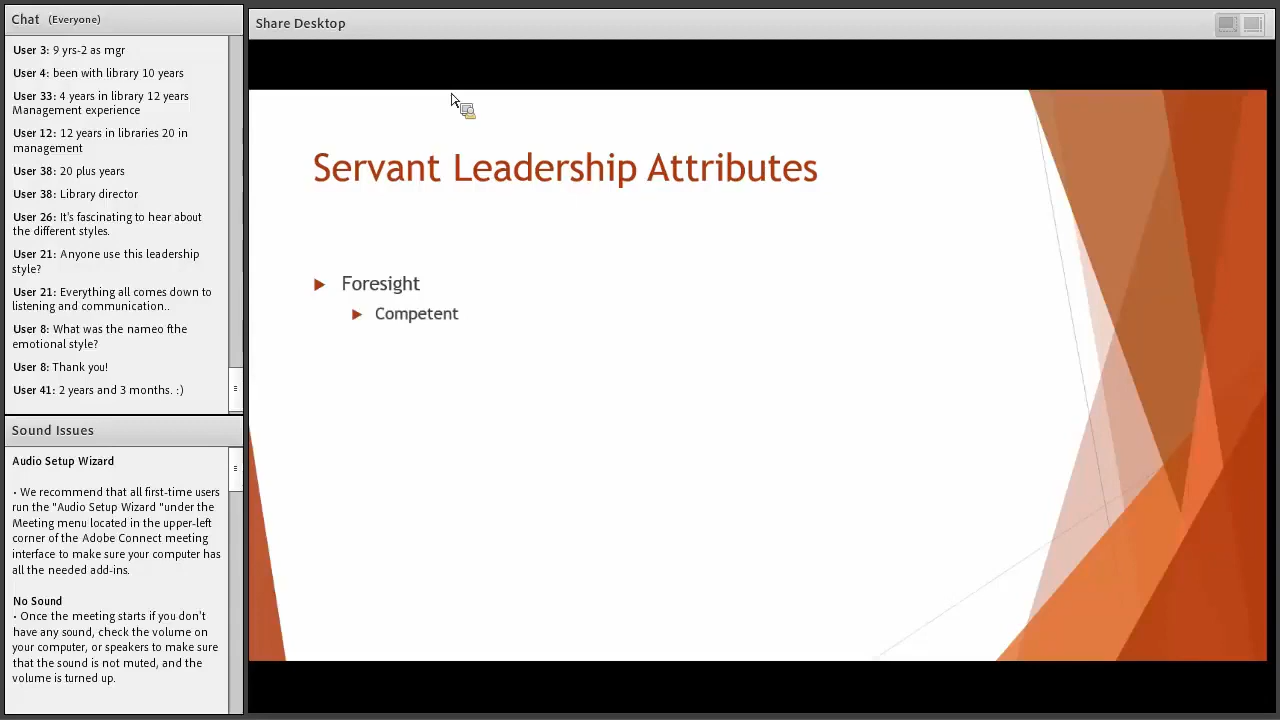 Chat (Everyone)
User 3: 9 yrs-2 as mgr
User 4: been with library 10 years
User 33: 4 years in library 12 years
Management experience
User 12: 12 years in libraries 20 in
management
User 38: 20 plus years
User 38: Library director
User 26: It's fascinating to hear about
the different styles.
User 21: Anyone use this leadership
style?
User 21: Everything all comes down to
listening and communication..
User 8: What was the nameo fthe
emotional style?
User 8: Thank you!
User 41: 2 years and 3 months. :)
Sound Issues
Audio Setup Wizard
• We recommend that all first-time users
run the "Audio Setup Wizard "under the
Meeting menu located in the upper-left
corner of the Adobe Connect meeting
interface to make sure your computer has
all the needed add-ins.
No Sound
• Once the meeting starts if you don't
have any sound, check the volume on
your computer, or speakers to make sure
that the sound is not muted, and the
volume is turned up.
Share Desktop
Servant Leadership Attributes
Foresight
Competent